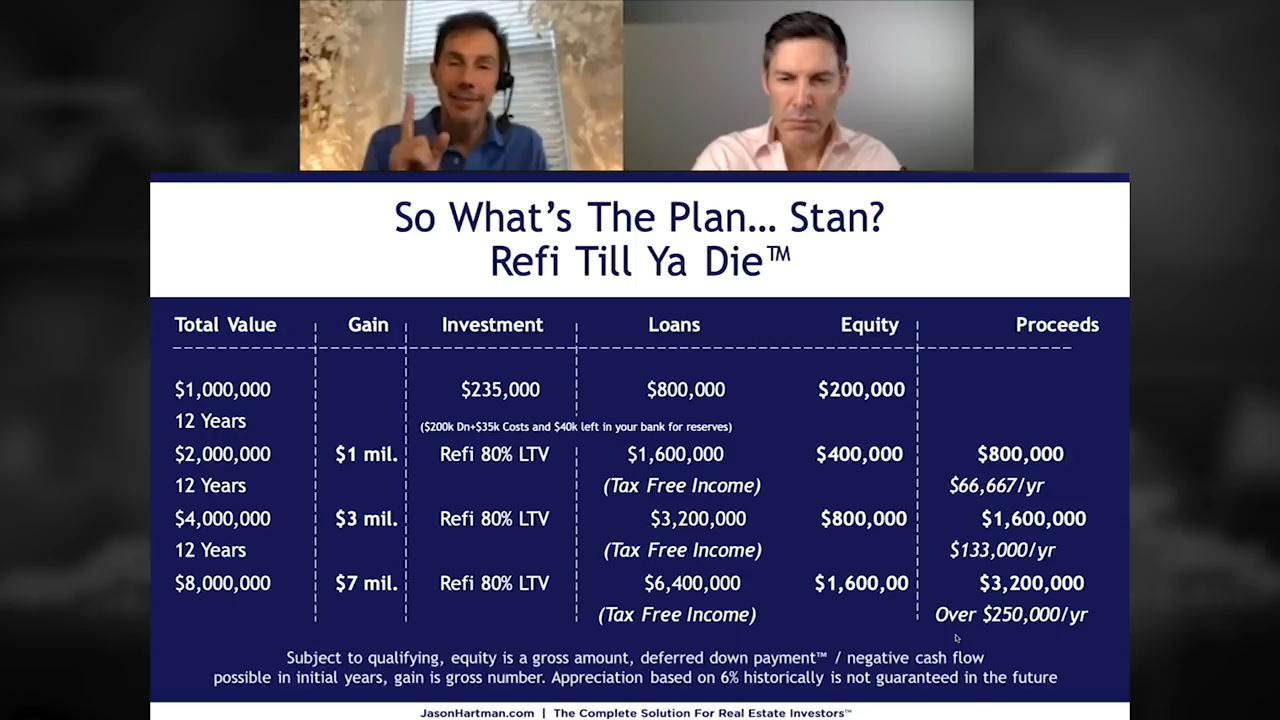 So What's The Plan… Stan?
Refi Till Ya Die™
Total Value Gain Investment Loans Equity Proceeds
$1,000,000 $235,000 $800,000 $200,000
12 Years ($200k Dn+$35k Costs and $40k left in your bank for reserves)
$2,000,000 $1 mil. Refi 80% LTV $1,600,000 $400,000 $800,000
12 Years (Tax Free Income) $66,667/yr
$4,000,000 $3 mil. Refi 80% LTV $3,200,000 $800,000 $1,600,000
12 Years (Tax Free Income) $133,000/yr
$8,000,000 $7 mil. Refi 80% LTV $6,400,000 $1,600,00 $3,200,000
(Tax Free Income) Over $250,000/yr
Subject to qualifying, equity is a gross amount, deferred down payment™ / negative cash flow
possible in initial years, gain is gross number. Appreciation based on 6% historically is not guaranteed in the future
JasonHartman.com | The Complete Solution For Real Estate Investors™